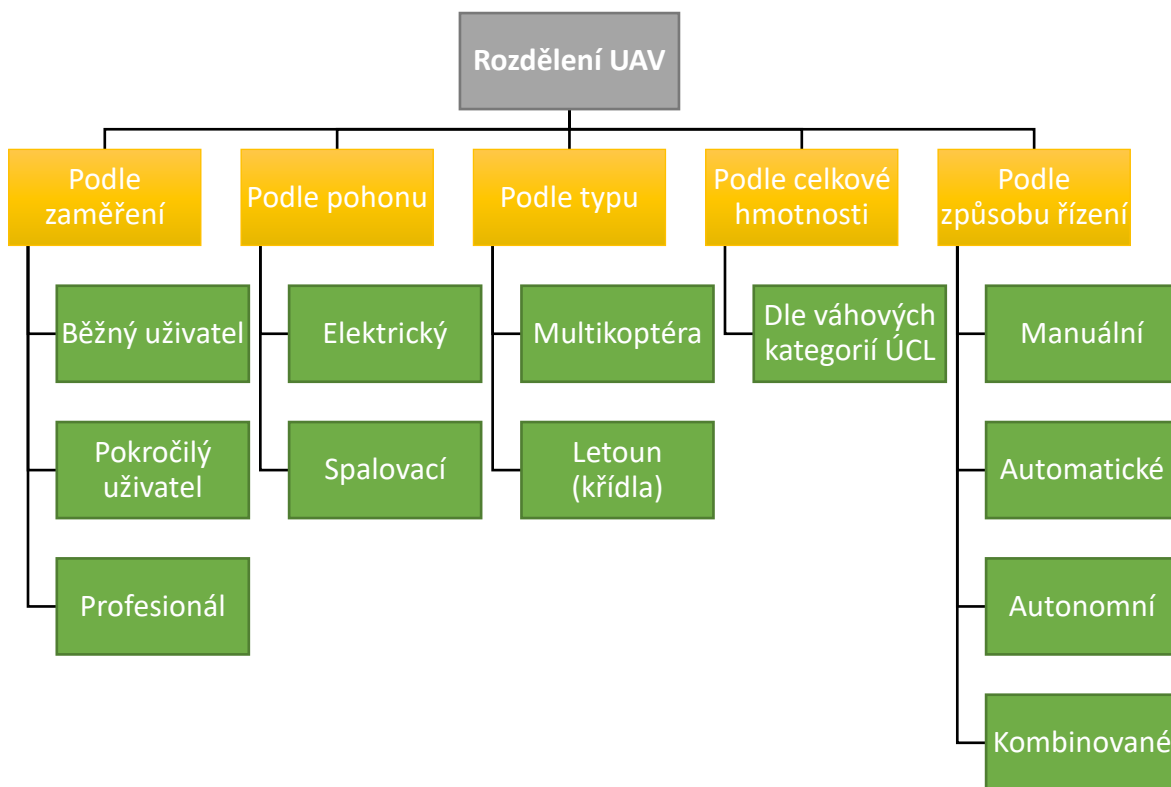 Rozdělení UAV
Podle
zaměření
Podle pohonu
Podle typu
Podle celkové
hmotnosti
Podle
způsobu řízení
Běžný uživatel
Pokročilý
uživatel
Profesionál
Elektrický
Spalovací
Multikoptéra
Letoun
(křídla)
Dle váhových
kategorií ÚCL
Manuální
Automatické
Autonomní
Kombinované